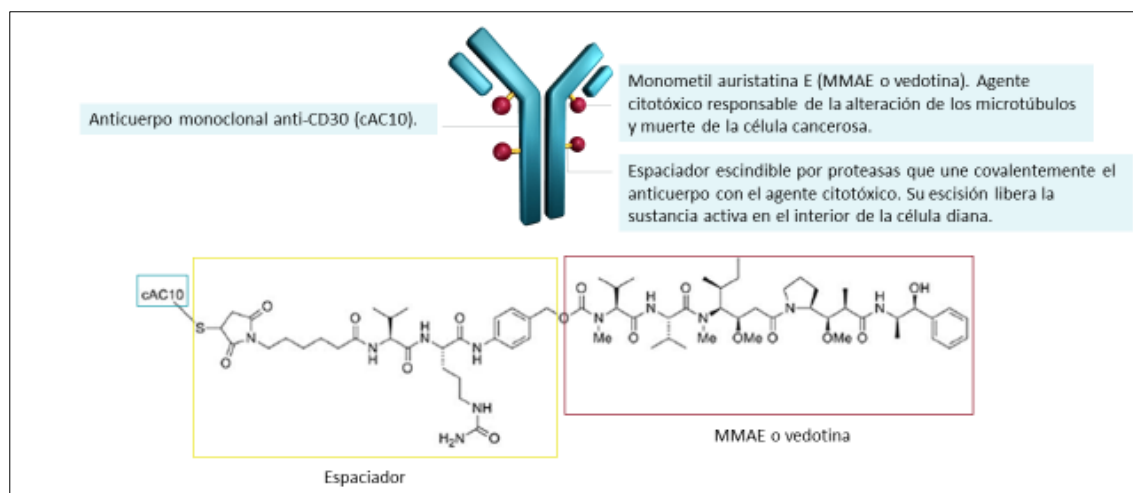 Anticuerpo monoclonal anti-CD30 (cAC10).
Monometil auristatina E (MMAE o vedotina). Agente
citotóxico responsable de la alteración de los microtúbulos
y muerte de la célula cancerosa.
Espaciador escindible por proteasas que une covalentemente el
anticuerpo con el agente citotóxico. Su escisión libera la
sustancia activa en el interior de la célula diana.
cAC10
S
O
N
O
O
N
H
O
H
N
O
N
H
O
O
N
Me
O
H
N
O
N
Me
OMe
O
N
OMe
O
H
N
OH
NH
H₂N
O
MMAE o vedotina
Espaciador